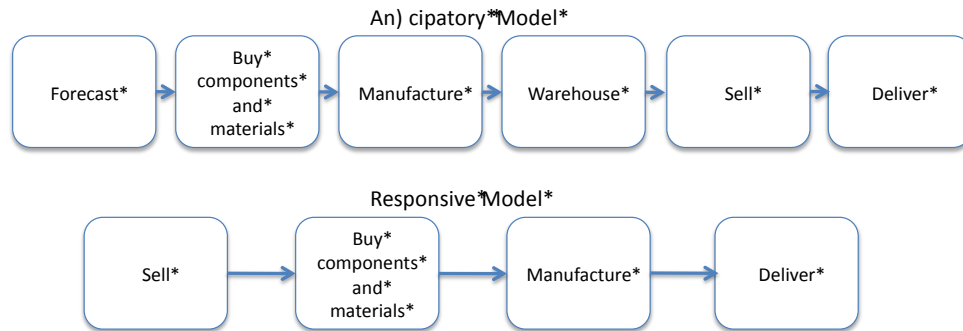 An) cipatory**Model*
Forecast*
Buy*
components*
and*
materials*
Manufacture*
Warehouse*
Sell*
Deliver*
Responsive*Model*
Sell*
Buy*
components*
and*
materials*
Manufacture*
Deliver*